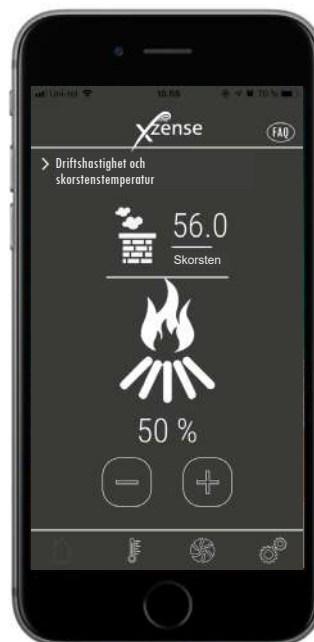 xzense
FAQ
> Driftshastighet och
skorstenstemperatur
56.0
Skorsten
50 %
− +